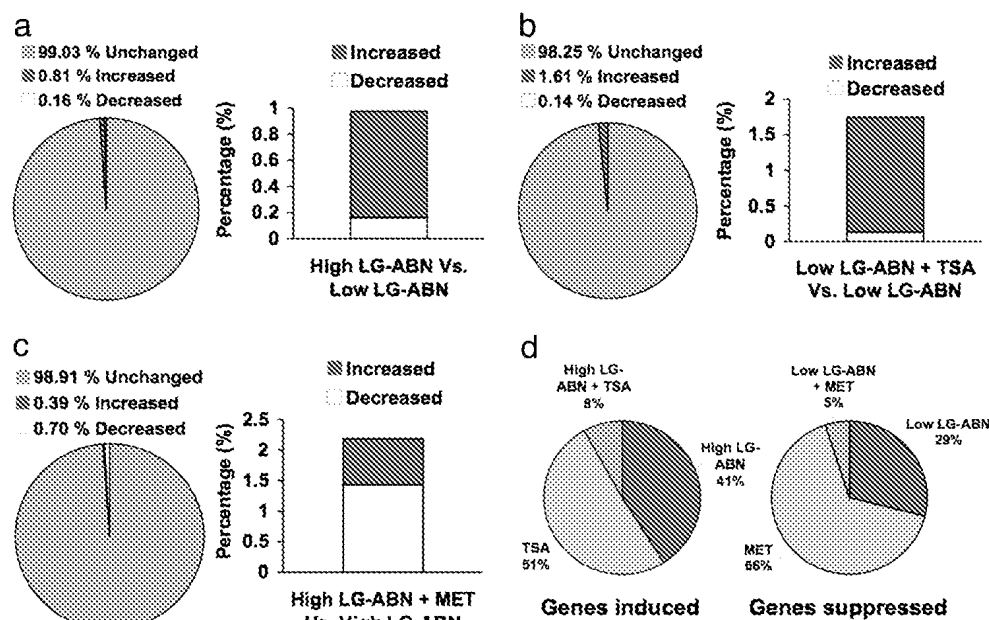 a
99.03 % Unchanged
0.81 % Increased
0.16 % Decreased
Increased
Decreased
Percentage (%)
1
0.8
0.6
0.4
0.2
0
High LG-ABN Vs.
Low LG-ABN
b
98.25 % Unchanged
1.61 % Increased
0.14 % Decreased
Increased
Decreased
Percentage (%)
2
1.5
1
0.5
0
Low LG-ABN + TSA
Vs. Low LG-ABN
c
98.91 % Unchanged
0.39 % Increased
0.70 % Decreased
Increased
Decreased
Percentage (%)
2.5
2
1.5
1
0.5
0
High LG-ABN + MET
Vs. High LG-ABN
d
High LG-
ABN + TSA
8%
High LG-
ABN
41%
TSA
51%
Genes induced
Low LG-ABN
+ MET
5%
Low LG-ABN
29%
MET
66%
Genes suppressed